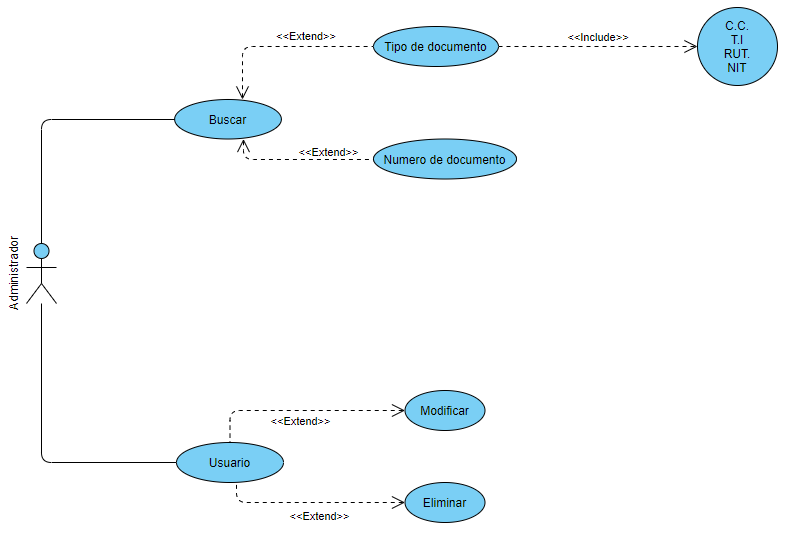 <<Extend>>
Tipo de documento
<<Include>>
C.C.
T.I
RUT.
NIT
Buscar
<<Extend>>
Numero de documento
Administrador
Modificar
<<Extend>>
Usuario
Eliminar
<<Extend>>